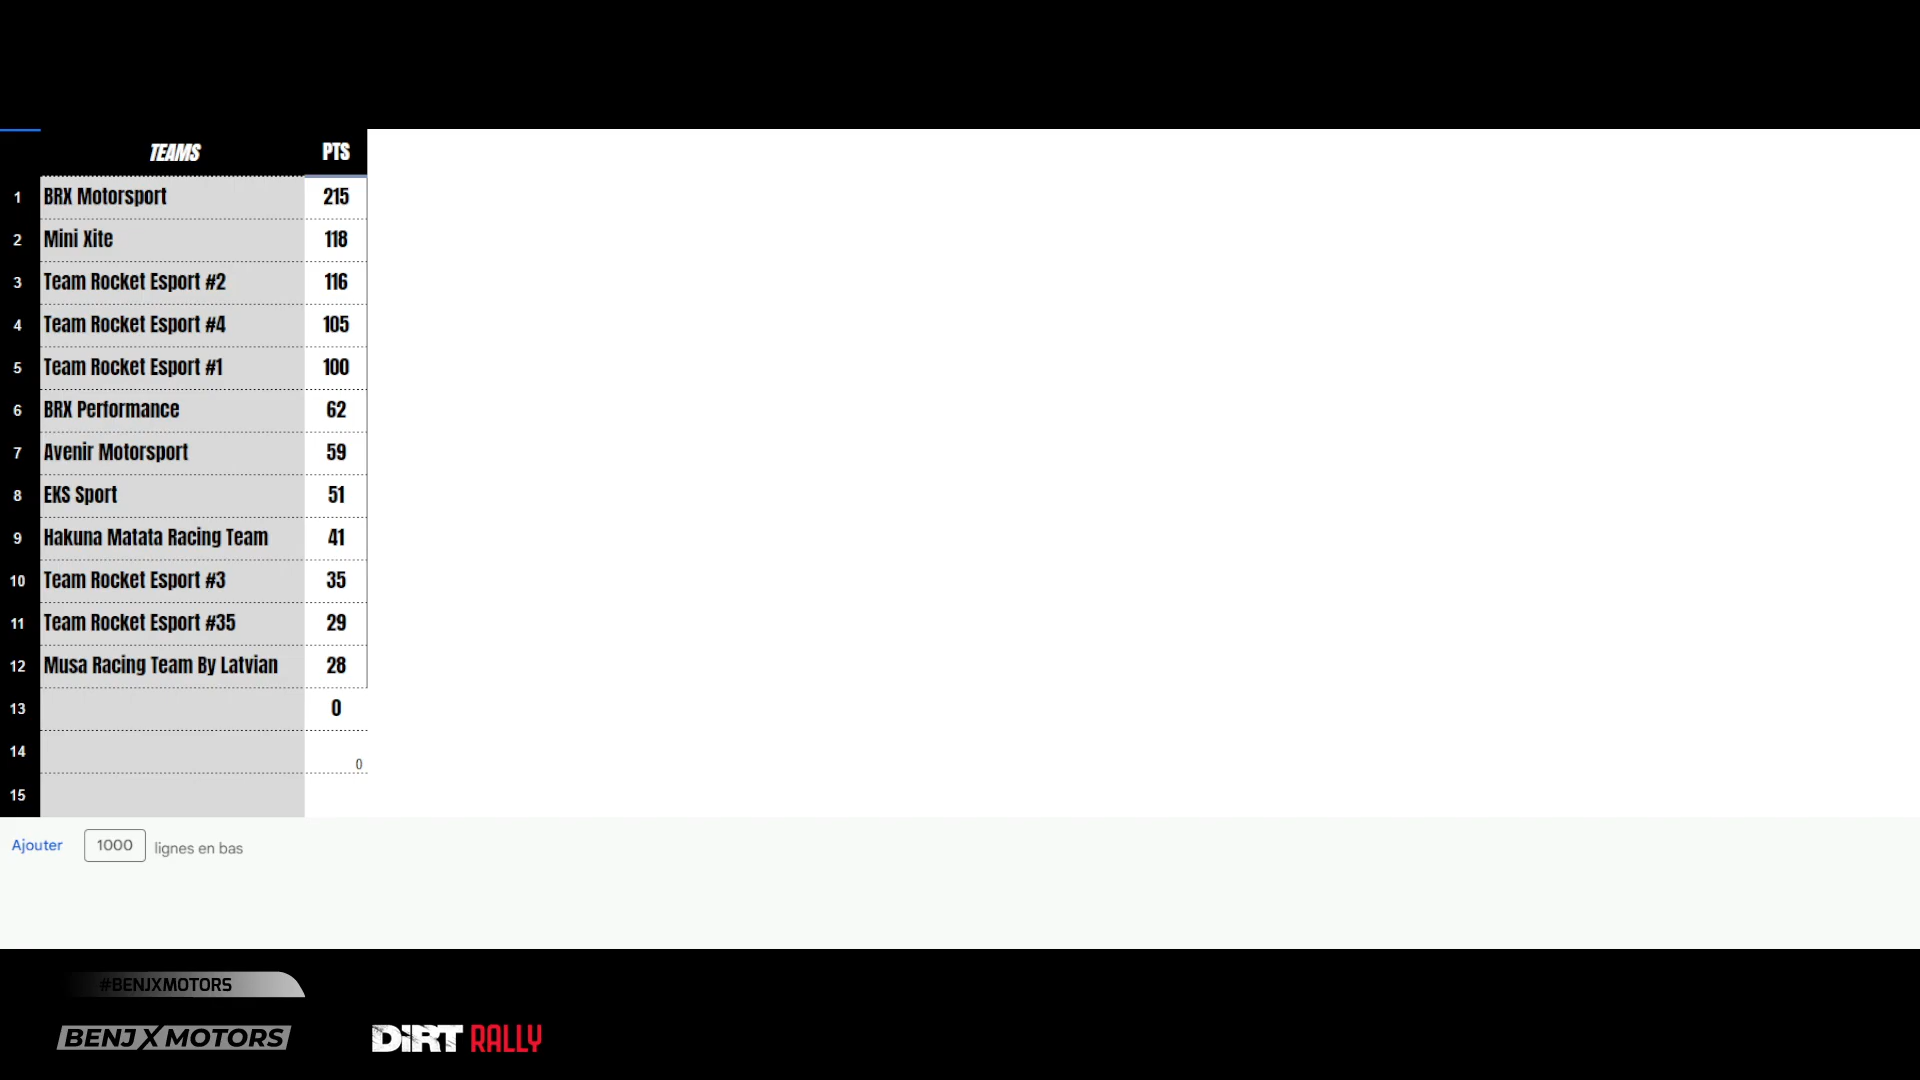 TEAMS PTS
1 BRX Motorsport 215
2 Mini Xite 118
3 Team Rocket Esport #2 116
4 Team Rocket Esport #4 105
5 Team Rocket Esport #1 100
6 BRX Performance 62
7 Avenir Motorsport 59
8 EKS Sport 51
9 Hakuna Matata Racing Team 41
10 Team Rocket Esport #3 35
11 Team Rocket Esport #35 29
12 Musa Racing Team By Latvian 28
13 0
14 0
15
Ajouter 1000 lignes en bas
#BENJXMOTORS
BENJ X MOTORS
DiRT RALLY